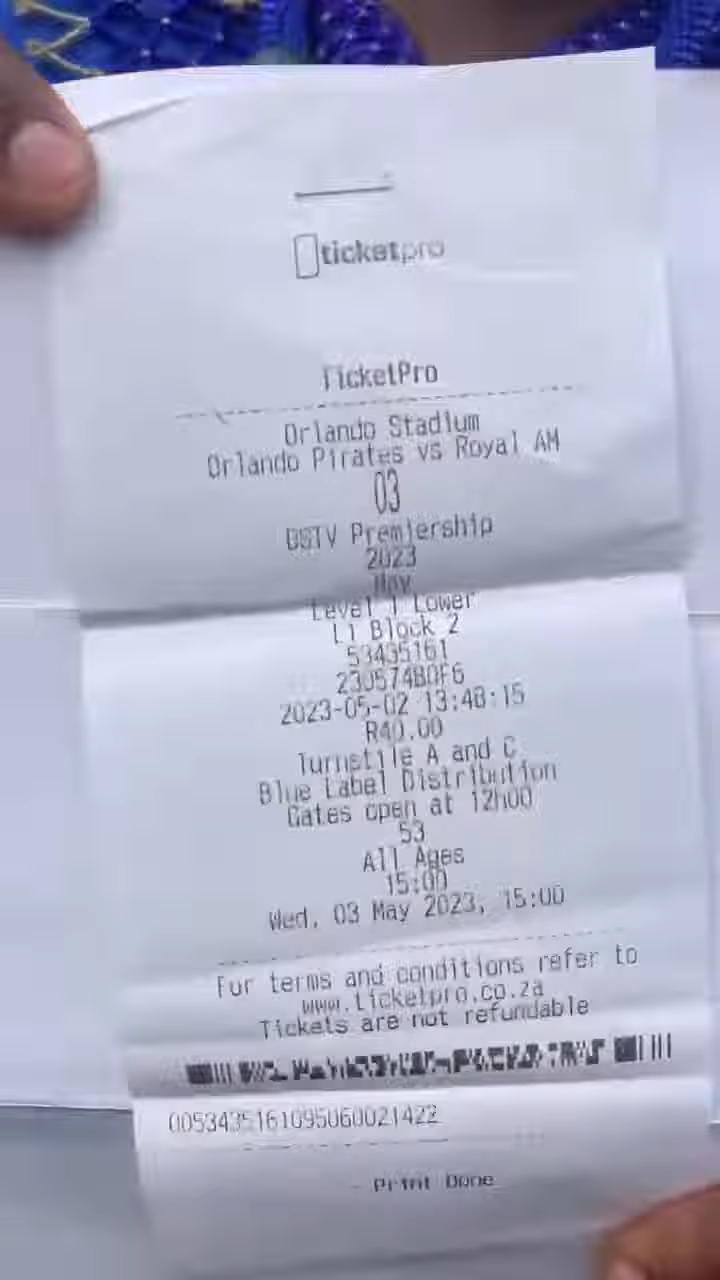 ticketpro
TicketPro
Orlando Stadium
Orlando Pirates vs Royal AM
03
DSTV Premiership
2023
May
Level 1 Lower
L1 Block 2
53435161
230574B0F6
2023-05-02 13:48:15
R40.00
Turnstile A and C
Blue Label Distribution
Gates open at 12h00
53
All Ages
15:00
Wed, 03 May 2023, 15:00
For terms and conditions refer to
www.ticketpro.co.za
Tickets are not refundable
0053435161095060021422
Print Done